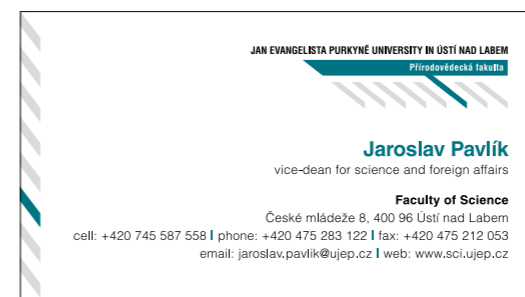 JAN EVANGELISTA PURKYNĚ UNIVERSITY IN ÚSTÍ NAD LABEM
Přírodovědecká fakulta
Jaroslav Pavlík
vice-dean for science and foreign affairs
Faculty of Science
České mládeže 8, 400 96 Ústí nad Labem
cell: +420 745 587 558 | phone: +420 475 283 122 | fax: +420 475 212 053
email: jaroslav.pavlik@ujep.cz | web: www.sci.ujep.cz